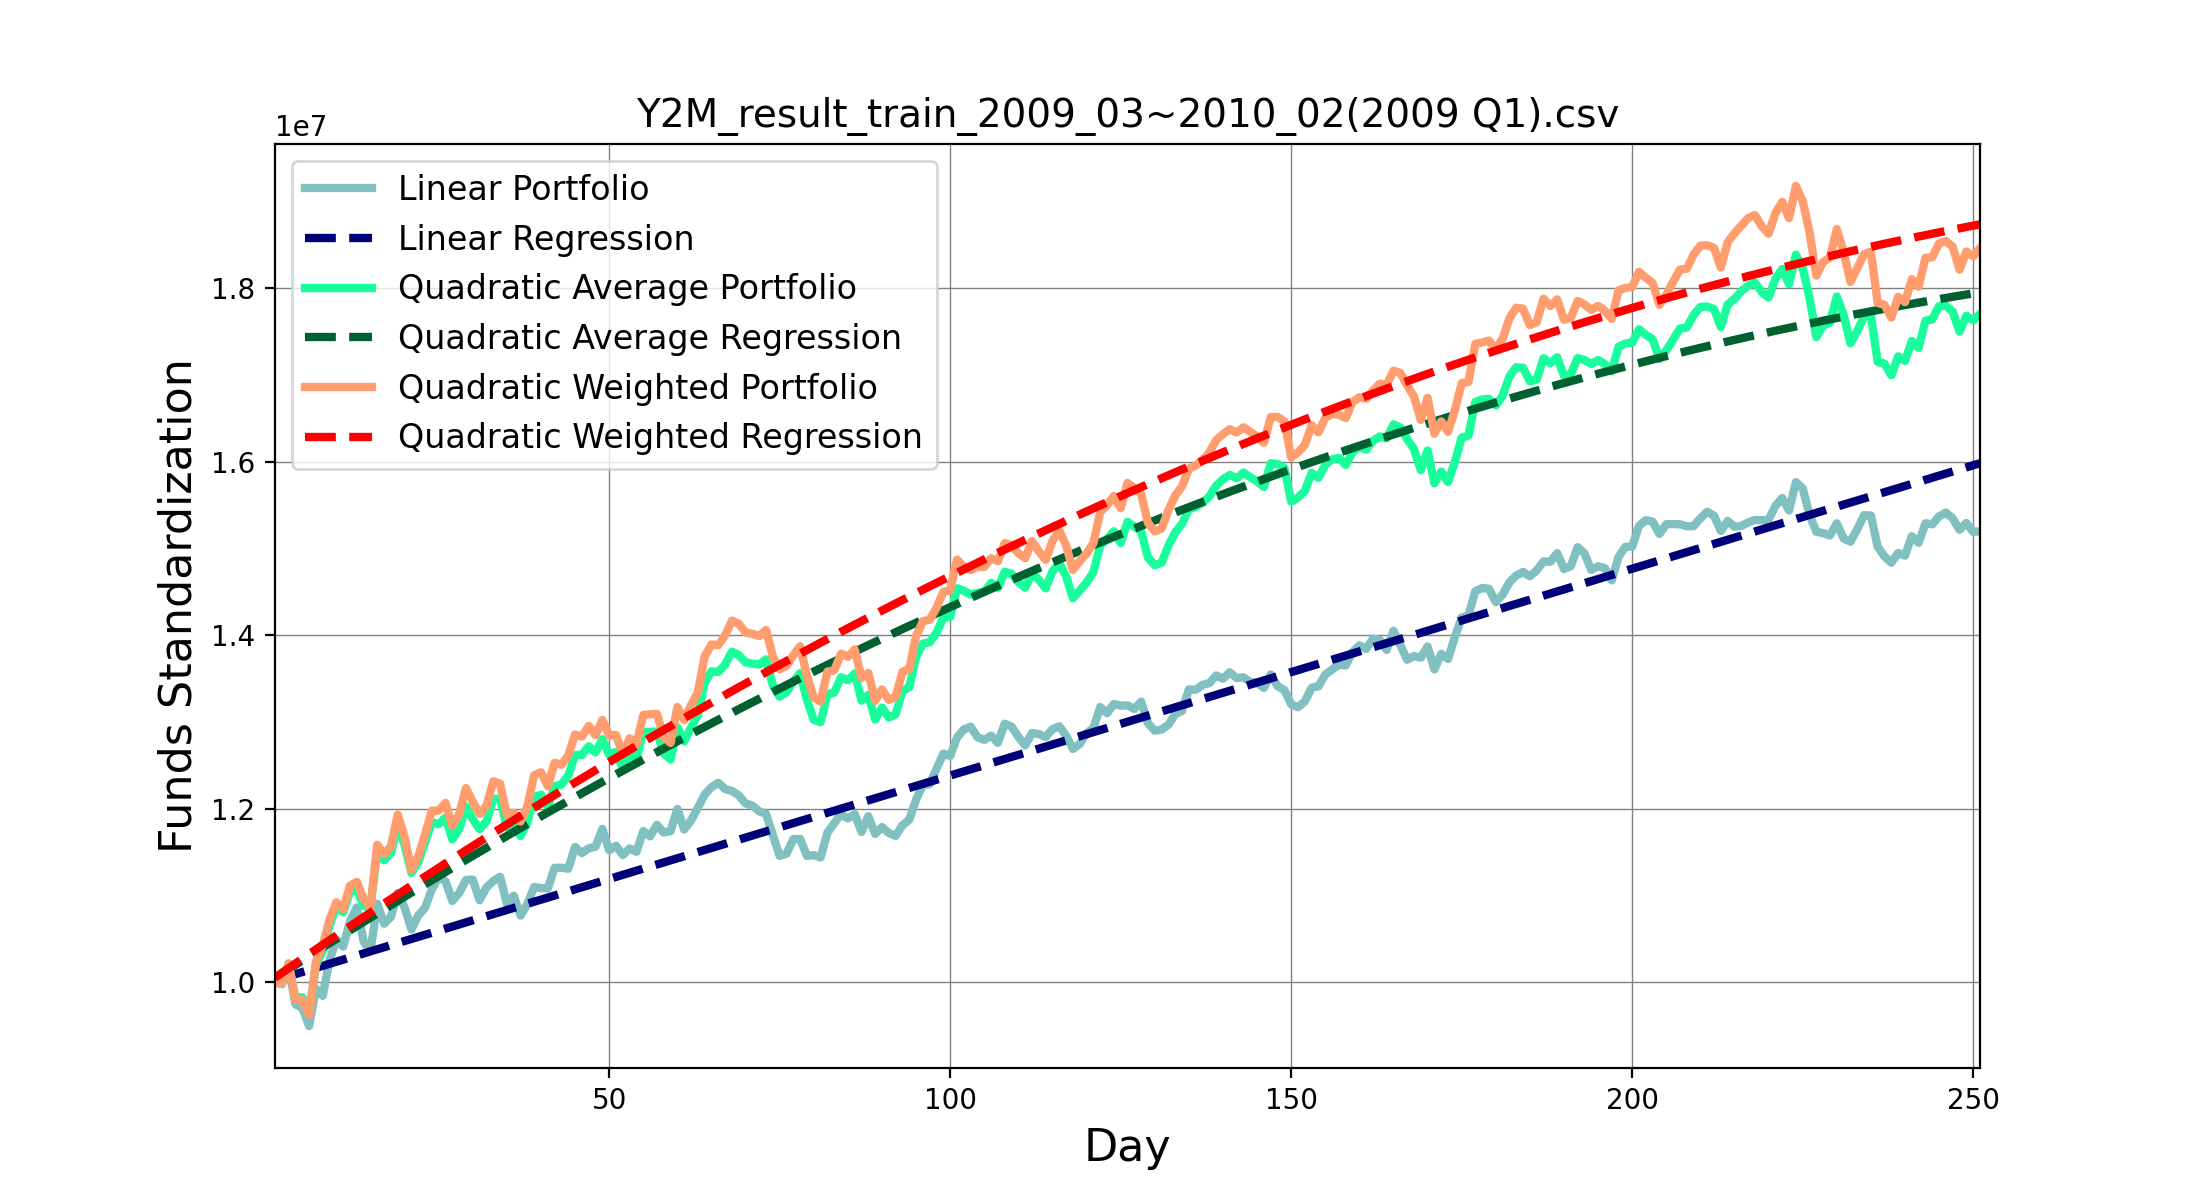 Y2M_result_train_2009_03~2010_02(2009 Q1).csv
1e7
Linear Portfolio
Linear Regression
Quadratic Average Portfolio
Quadratic Average Regression
Quadratic Weighted Portfolio
Quadratic Weighted Regression
Funds Standardization
1.8
1.6
1.4
1.2
1.0
50 100 150 200 250
Day